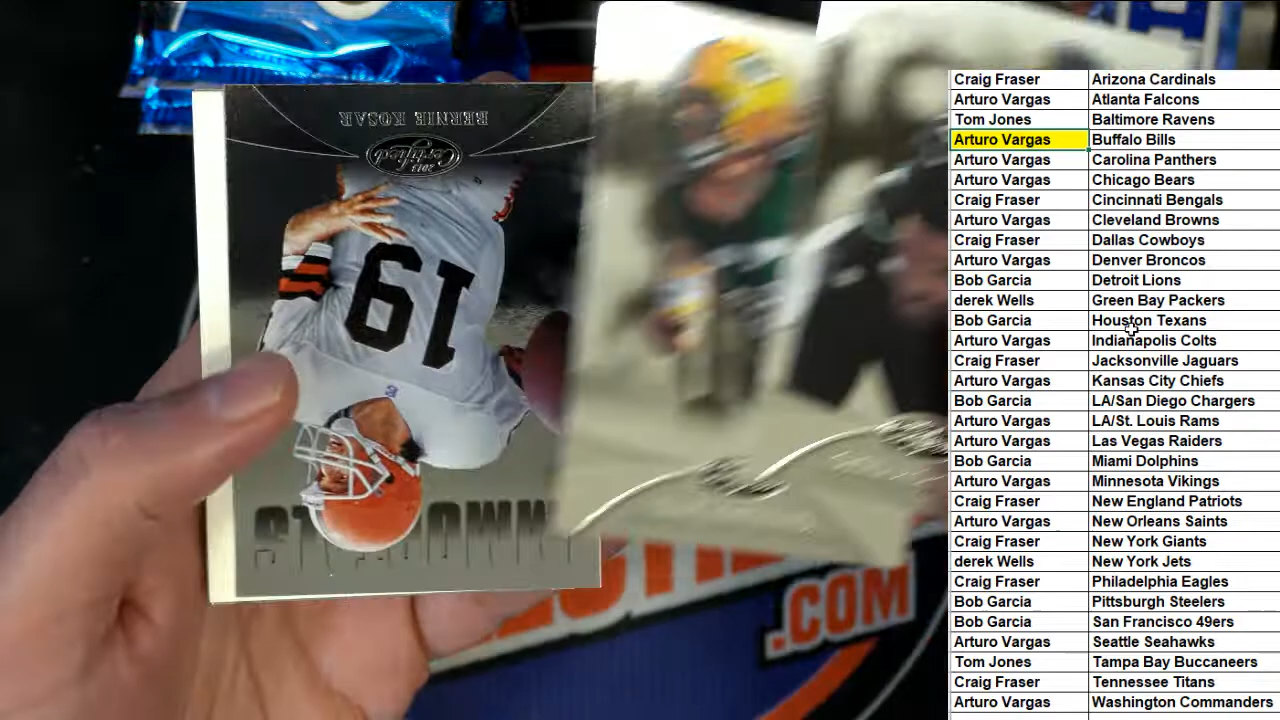 BERNIE KOSAR
2013
Certified
19
.COM
Craig Fraser Arizona Cardinals
Arturo Vargas Atlanta Falcons
Tom Jones Baltimore Ravens
Arturo Vargas Buffalo Bills
Arturo Vargas Carolina Panthers
Arturo Vargas Chicago Bears
Craig Fraser Cincinnati Bengals
Arturo Vargas Cleveland Browns
Craig Fraser Dallas Cowboys
Arturo Vargas Denver Broncos
Bob Garcia Detroit Lions
derek Wells Green Bay Packers
Bob Garcia Houston Texans
Arturo Vargas Indianapolis Colts
Craig Fraser Jacksonville Jaguars
Arturo Vargas Kansas City Chiefs
Bob Garcia LA/San Diego Chargers
Arturo Vargas LA/St. Louis Rams
Arturo Vargas Las Vegas Raiders
Bob Garcia Miami Dolphins
Arturo Vargas Minnesota Vikings
Craig Fraser New England Patriots
Arturo Vargas New Orleans Saints
Craig Fraser New York Giants
derek Wells New York Jets
Craig Fraser Philadelphia Eagles
Bob Garcia Pittsburgh Steelers
Bob Garcia San Francisco 49ers
Arturo Vargas Seattle Seahawks
Tom Jones Tampa Bay Buccaneers
Craig Fraser Tennessee Titans
Arturo Vargas Washington Commanders